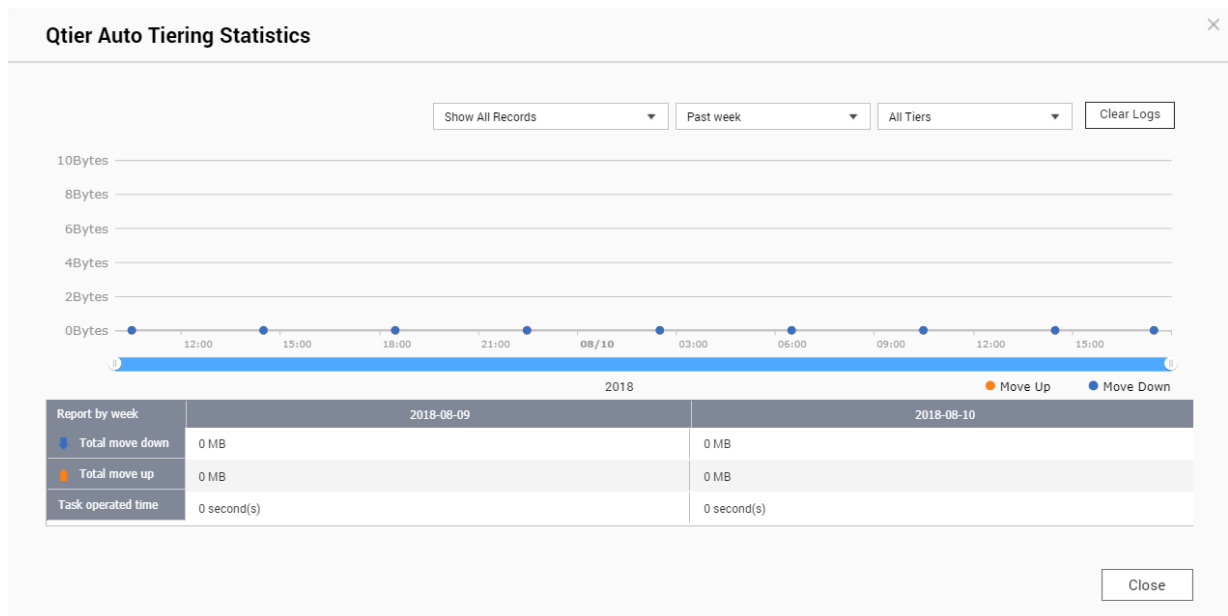 Qtier Auto Tiering Statistics
Show All Records Past week All Tiers Clear Logs
10Bytes
8Bytes
6Bytes
4Bytes
2Bytes
0Bytes
12:00 15:00 18:00 21:00 08/10 03:00 06:00 09:00 12:00 15:00
2018
Move Up Move Down
Report by week 2018-08-09 2018-08-10
Total move down 0 MB 0 MB
Total move up 0 MB 0 MB
Task operated time 0 second(s) 0 second(s)
Close